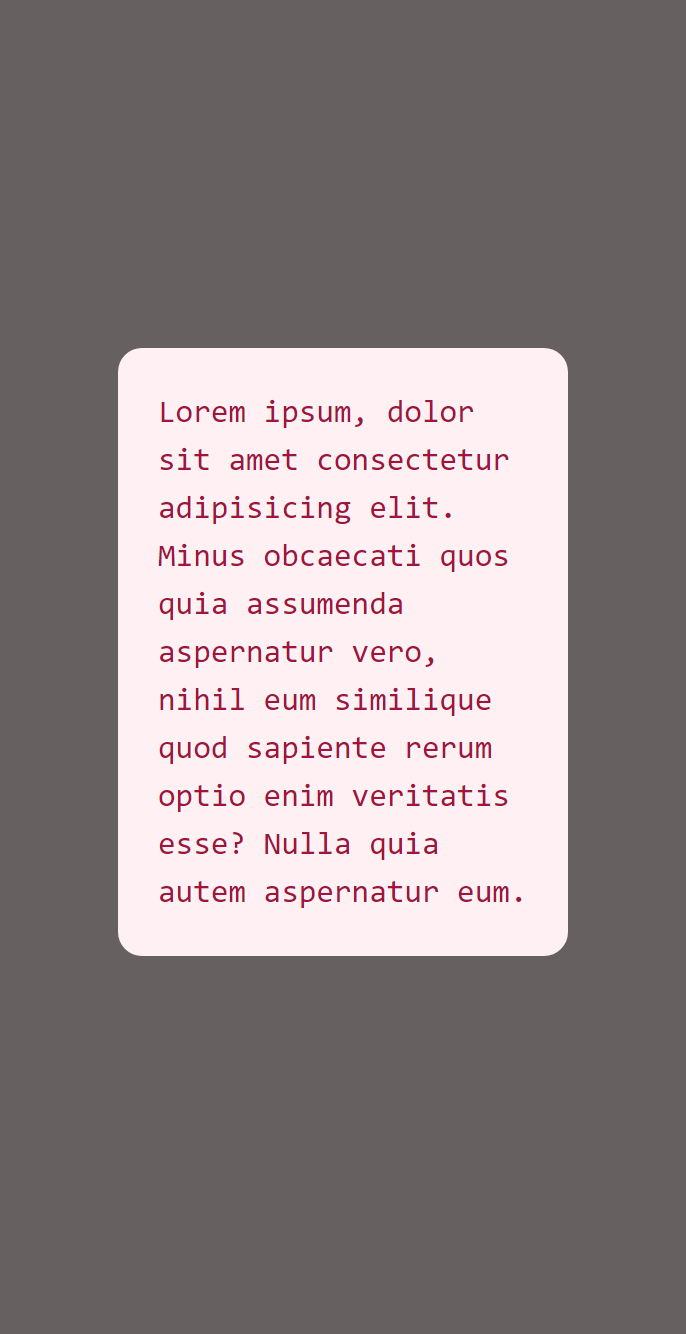 Lorem ipsum, dolor
sit amet consectetur
adipisicing elit.
Minus obcaecati quos
quia assumenda
aspernatur vero,
nihil eum similique
quod sapiente rerum
optio enim veritatis
esse? Nulla quia
autem aspernatur eum.